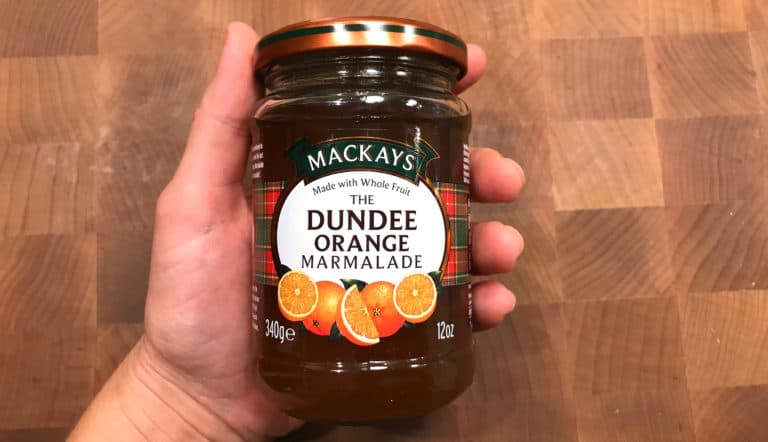 MACKAYS
Made with Whole Fruit
THE
DUNDEE
ORANGE
MARMALADE
340g℮
12oz